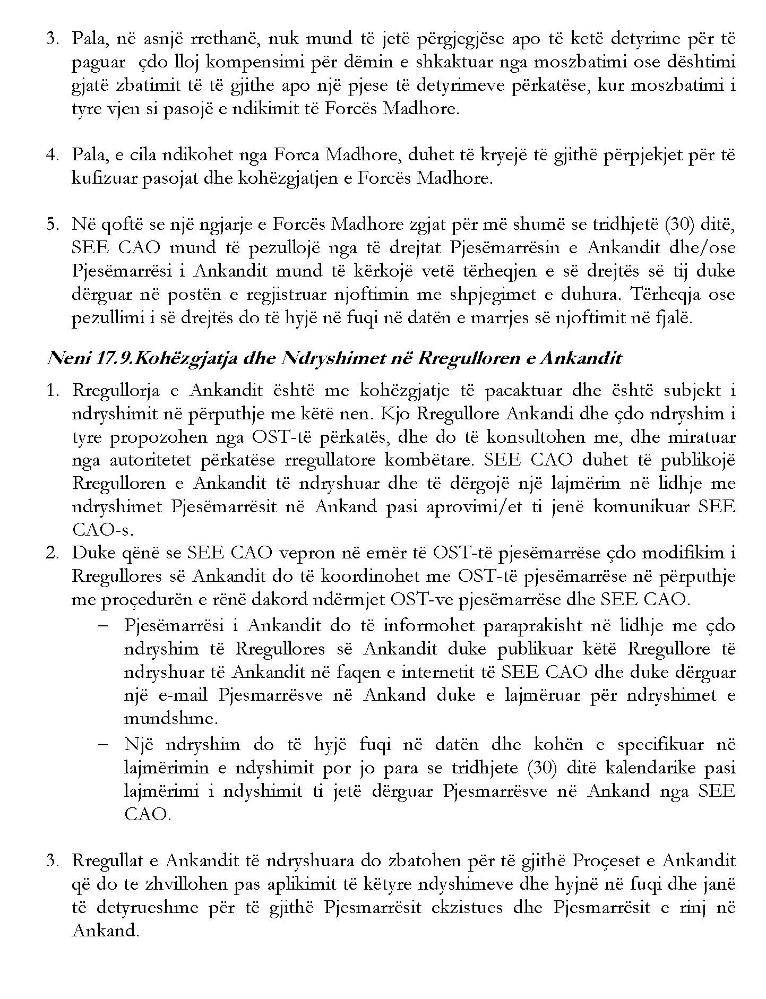 3. Pala, në asnjë rrethanë, nuk mund të jetë përgjegjëse apo të ketë detyrime për të
paguar çdo lloj kompensimi për dëmin e shkaktuar nga moszbatimi ose dështimi
gjatë zbatimit të të gjithe apo një pjese të detyrimeve përkatëse, kur moszbatimi i
tyre vjen si pasojë e ndikimit të Forcës Madhore.
4. Pala, e cila ndikohet nga Forca Madhore, duhet të kryejë të gjithë përpjekjet për të
kufizuar pasojat dhe kohëzgjatjen e Forcës Madhore.
5. Në qoftë se një ngjarje e Forcës Madhore zgjat për më shumë se tridhjetë (30) ditë,
SEE CAO mund të pezullojë nga të drejtat Pjesëmarrësin e Ankandit dhe/ose
Pjesëmarrësi i Ankandit mund të kërkojë vetë tërheqjen e së drejtës së tij duke
dërguar në postën e regjistruar njoftimin me shpjegimet e duhura. Tërheqja ose
pezullimi i së drejtës do të hyjë në fuqi në datën e marrjes së njoftimit në fjalë.
Neni 17.9.Kohëzgjatja dhe Ndryshimet në Rregulloren e Ankandit
1. Rregullorja e Ankandit është me kohëzgjatje të pacaktuar dhe është subjekt i
ndryshimit në përputhje me këtë nen. Kjo Rregullore Ankandi dhe çdo ndryshim i
tyre propozohen nga OST-të përkatës, dhe do të konsultohen me, dhe miratuar
nga autoritetet përkatëse rregullatore kombëtare. SEE CAO duhet të publikojë
Rregulloren e Ankandit të ndryshuar dhe të dërgojë një lajmërim në lidhje me
ndryshimet Pjesëmarrësit në Ankand pasi aprovimi/et ti jenë komunikuar SEE
CAO-s.
2. Duke qënë se SEE CAO vepron në emër të OST-të pjesëmarrëse çdo modifikim i
Rregullores së Ankandit do të koordinohet me OST-të pjesëmarrëse në përputhje
me proçedurën e rënë dakord ndërmjet OST-ve pjesëmarrëse dhe SEE CAO.
– Pjesëmarrësi i Ankandit do të informohet paraprakisht në lidhje me çdo
ndryshim të Rregullores së Ankandit duke publikuar këtë Rregullore të
ndryshuar të Ankandit në faqen e internetit të SEE CAO dhe duke dërguar
një e-mail Pjesmarrësve në Ankand duke e lajmëruar për ndryshimet e
mundshme.
– Një ndryshim do të hyjë fuqi në datën dhe kohën e specifikuar në
lajmërimin e ndyshimit por jo para se tridhjete (30) ditë kalendarike pasi
lajmërimi i ndyshimit ti jetë dërguar Pjesmarrësve në Ankand nga SEE
CAO.
3. Rregullat e Ankandit të ndryshuara do zbatohen për të gjithë Proçeset e Ankandit
që do te zhvillohen pas aplikimit të këtyre ndyshimeve dhe hyjnë në fuqi dhe janë
të detyrueshme për të gjithë Pjesmarrësit ekzistues dhe Pjesmarrësit e rinj në
Ankand.